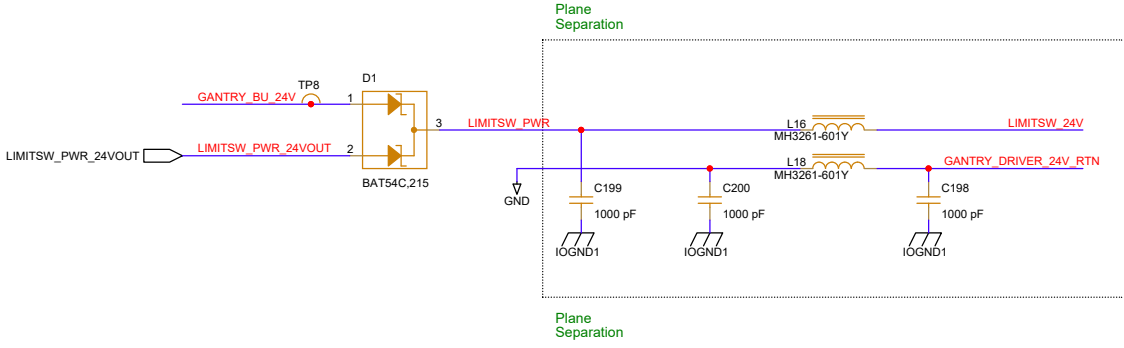 Plane
Separation
TP8
D1
GANTRY_BU_24V
1
3
LIMITSW_PWR
L16
MH3261-601Y
LIMITSW_24V
LIMITSW_PWR_24VOUT
LIMITSW_PWR_24VOUT
2
BAT54C,215
L18
MH3261-601Y
GANTRY_DRIVER_24V_RTN
GND
C199
1000 pF
IOGND1
C200
1000 pF
IOGND1
C198
1000 pF
IOGND1
Plane
Separation